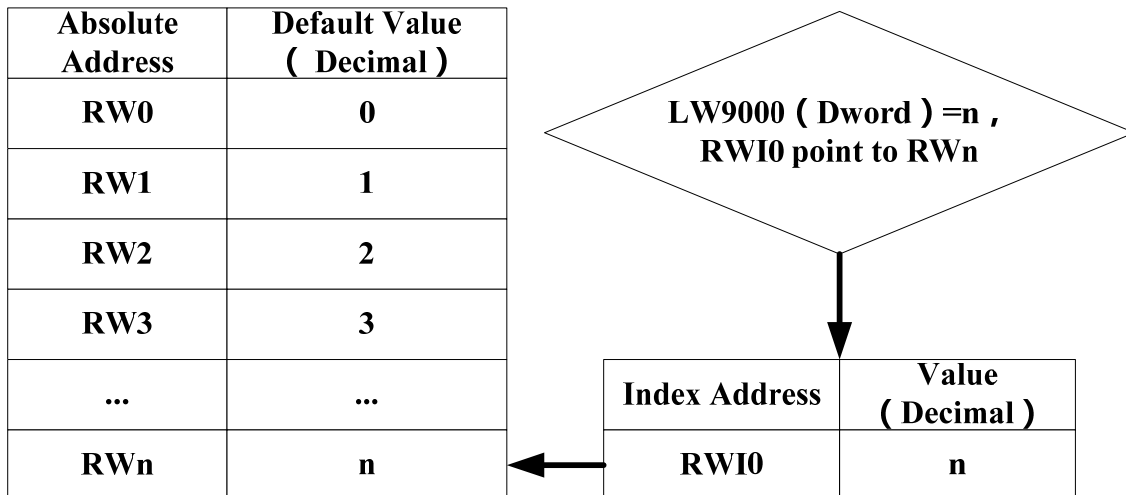 Absolute Address
Default Value
( Decimal )
RW0
0
RW1
1
RW2
2
RW3
3
...
...
RWn
n
LW9000 ( Dword ) =n ,
RWI0 point to RWn
Index Address
Value
( Decimal )
RWI0
n